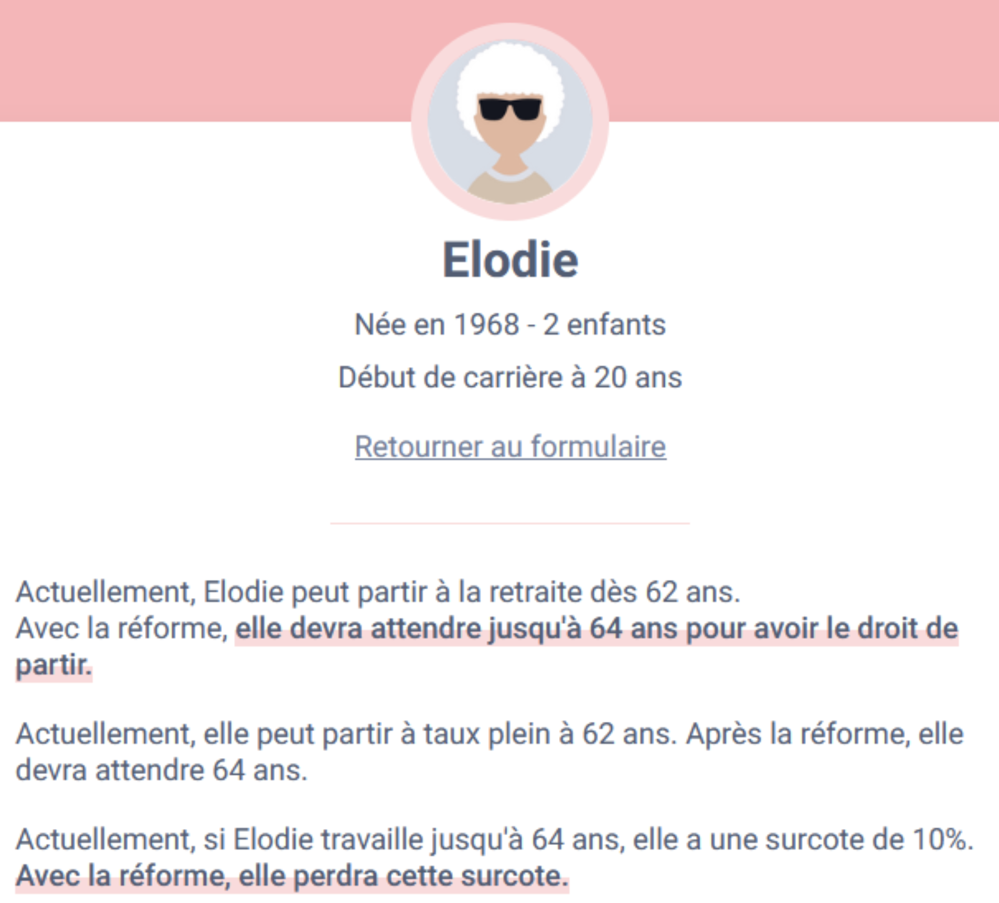 Elodie
Née en 1968 - 2 enfants
Début de carrière à 20 ans
Retourner au formulaire
Actuellement, Elodie peut partir à la retraite dès 62 ans.
Avec la réforme, elle devra attendre jusqu'à 64 ans pour avoir le droit de
partir.
Actuellement, elle peut partir à taux plein à 62 ans. Après la réforme, elle
devra attendre 64 ans.
Actuellement, si Elodie travaille jusqu'à 64 ans, elle a une surcote de 10%.
Avec la réforme, elle perdra cette surcote.